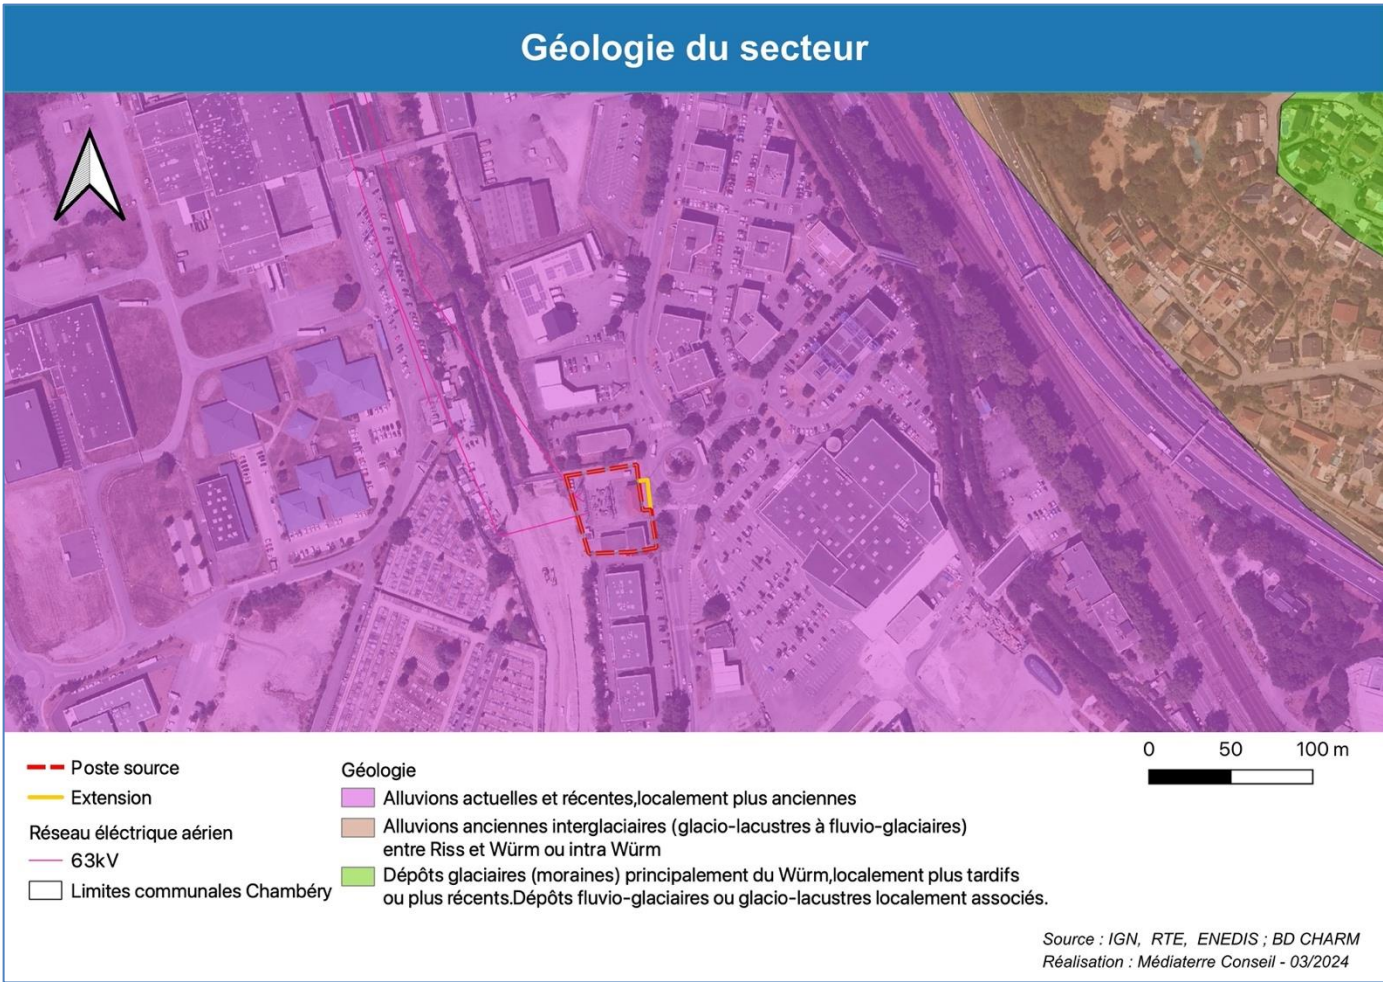 Géologie du secteur
Poste source
Extension
Réseau éléctrique aérien
63kV
Limites communales Chambéry
Géologie
Alluvions actuelles et récentes,localement plus anciennes
Alluvions anciennes interglaciaires (glacio-lacustres à fluvio-glaciaires)
entre Riss et Würm ou intra Würm
Dépôts glaciaires (moraines) principalement du Würm,localement plus tardifs
ou plus récents.Dépôts fluvio-glaciaires ou glacio-lacustres localement associés.
0 50 100 m
Source : IGN, RTE, ENEDIS ; BD CHARM
Réalisation : Médiaterre Conseil - 03/2024